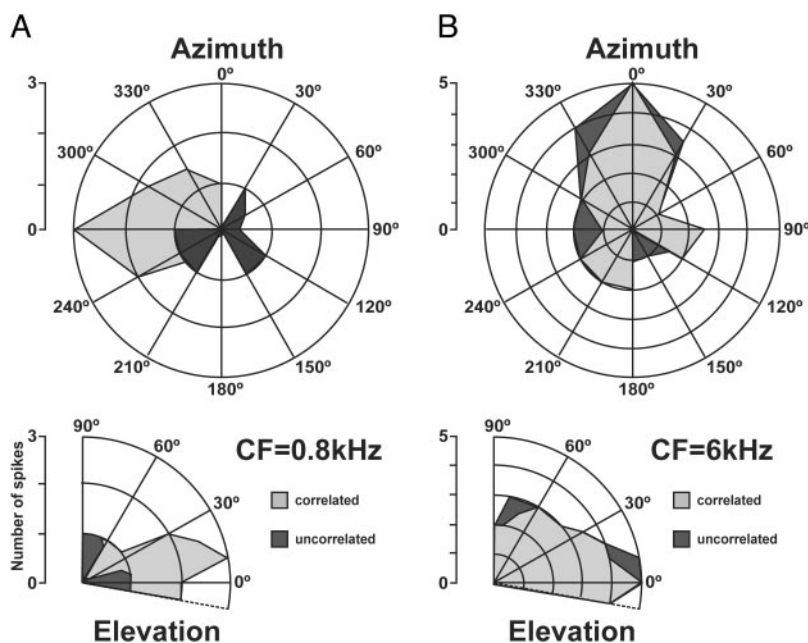 A
Azimuth
3
0
0º
30º
60º
90º
120º
150º
180º
210º
240º
300º
330º
B
Azimuth
5
0
0º
30º
60º
90º
120º
150º
180º
210º
240º
300º
330º
Number of spikes
3
0
90º
60º
30º
0º
CF=0.8kHz
correlated
uncorrelated
Elevation
5
0
90º
60º
30º
0º
CF=6kHz
correlated
uncorrelated
Elevation